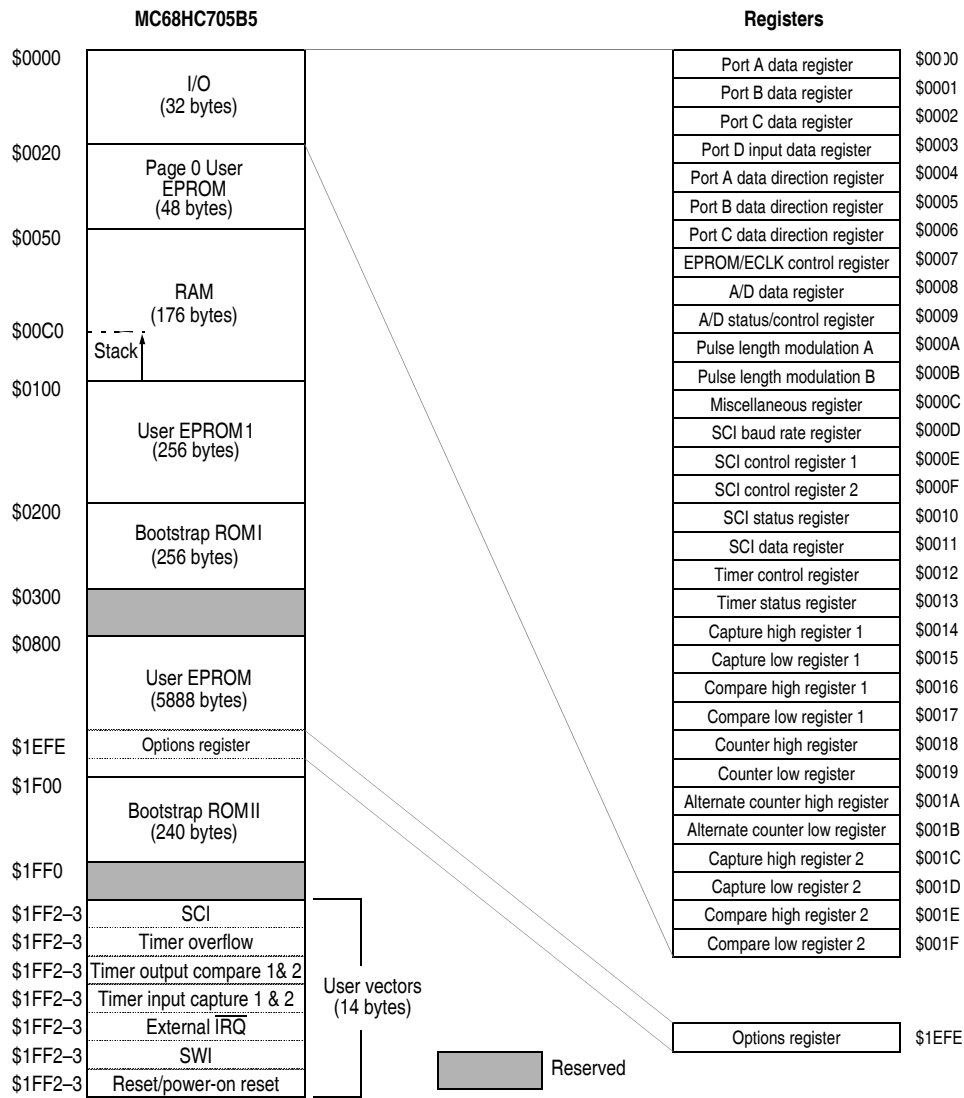 MC68HC705B5
Registers
$0000
I/O
(32 bytes)
$0020
Page 0 User
EPROM
(48 bytes)
$0050
RAM
(176 bytes)
$00C0
Stack
$0100
User EPROM1
(256 bytes)
$0200
Bootstrap ROMI
(256 bytes)
$0300
$0800
User EPROM
(5888 bytes)
$1EFE
Options register
$1F00
Bootstrap ROMII
(240 bytes)
$1FF0
$1FF2–3 SCI
$1FF2–3 Timer overflow
$1FF2–3 Timer output compare 1& 2
$1FF2–3 Timer input capture 1 & 2
$1FF2–3 External IRQ
$1FF2–3 SWI
$1FF2–3 Reset/power-on reset
User vectors
(14 bytes)
Reserved
Port A data register $0000
Port B data register $0001
Port C data register $0002
Port D input data register $0003
Port A data direction register $0004
Port B data direction register $0005
Port C data direction register $0006
EPROM/ECLK control register $0007
A/D data register $0008
A/D status/control register $0009
Pulse length modulation A $000A
Pulse length modulation B $000B
Miscellaneous register $000C
SCI baud rate register $000D
SCI control register 1 $000E
SCI control register 2 $000F
SCI status register $0010
SCI data register $0011
Timer control register $0012
Timer status register $0013
Capture high register 1 $0014
Capture low register 1 $0015
Compare high register 1 $0016
Compare low register 1 $0017
Counter high register $0018
Counter low register $0019
Alternate counter high register $001A
Alternate counter low register $001B
Capture high register 2 $001C
Capture low register 2 $001D
Compare high register 2 $001E
Compare low register 2 $001F
Options register $1EFE